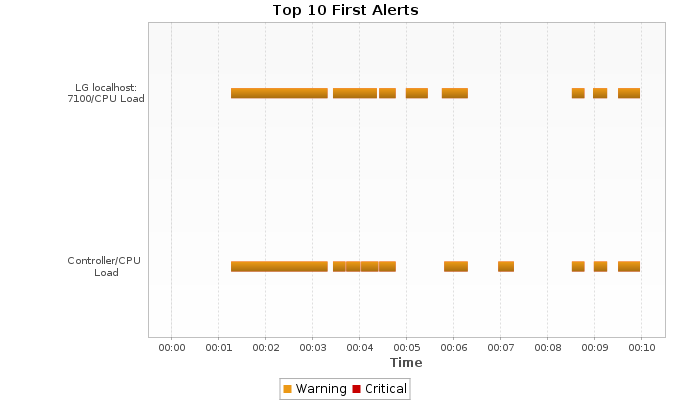 Top 10 First Alerts
LG localhost:
7100/CPU Load
Controller/CPU
Load
00:00 00:01 00:02 00:03 00:04 00:05 00:06 00:07 00:08 00:09 00:10
Time
Warning Critical